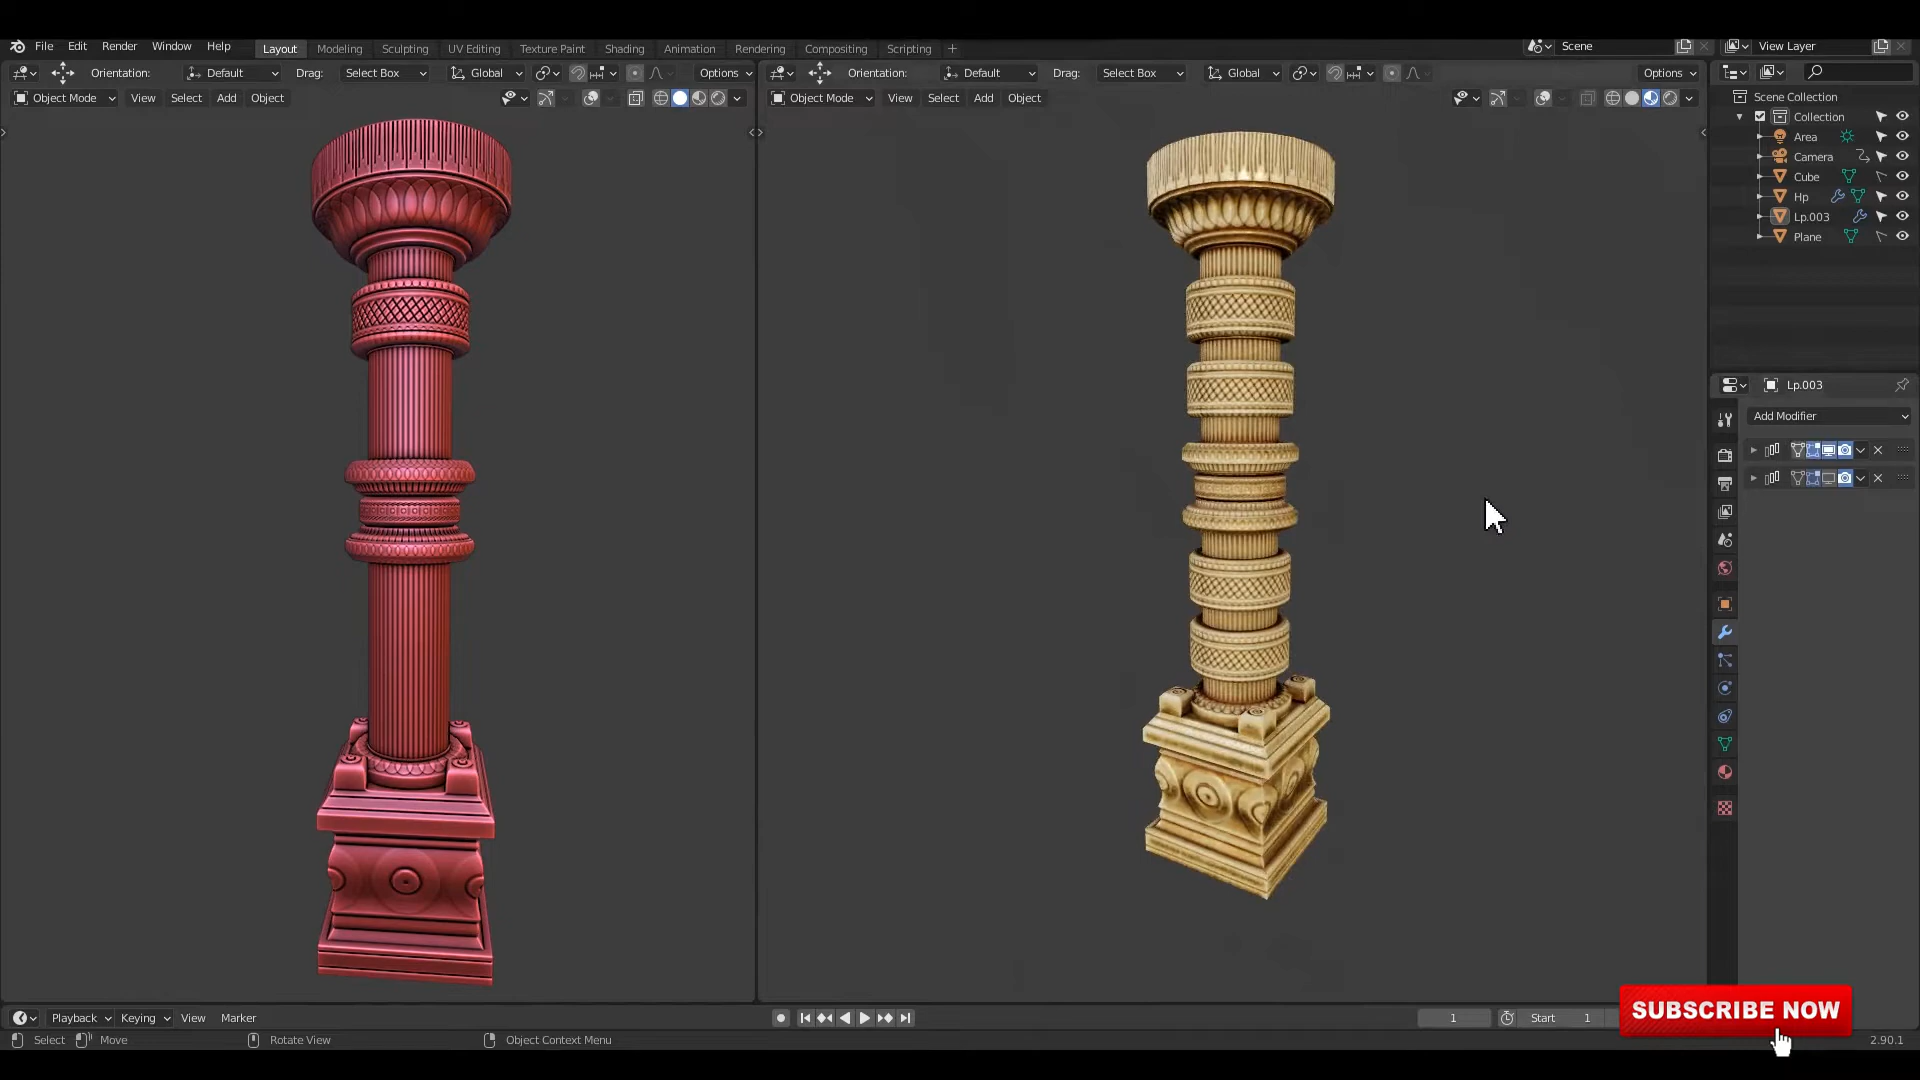 File Edit Render Window Help Layout Modeling Sculpting UV Editing Texture Paint Shading Animation Rendering Compositing Scripting + Scene View Layer
Orientation: Default Drag: Select Box Global Options
Object Mode View Select Add Object
Orientation: Default Drag: Select Box Global Options
Object Mode View Select Add Object
Scene Collection
Collection
Area
Camera
Cube
Hp
Lp.003
Plane
Lp.003
Add Modifier
Playback Keying View Marker 1 Start 1
SUBSCRIBE NOW
Select Move Rotate View Object Context Menu 2.90.1